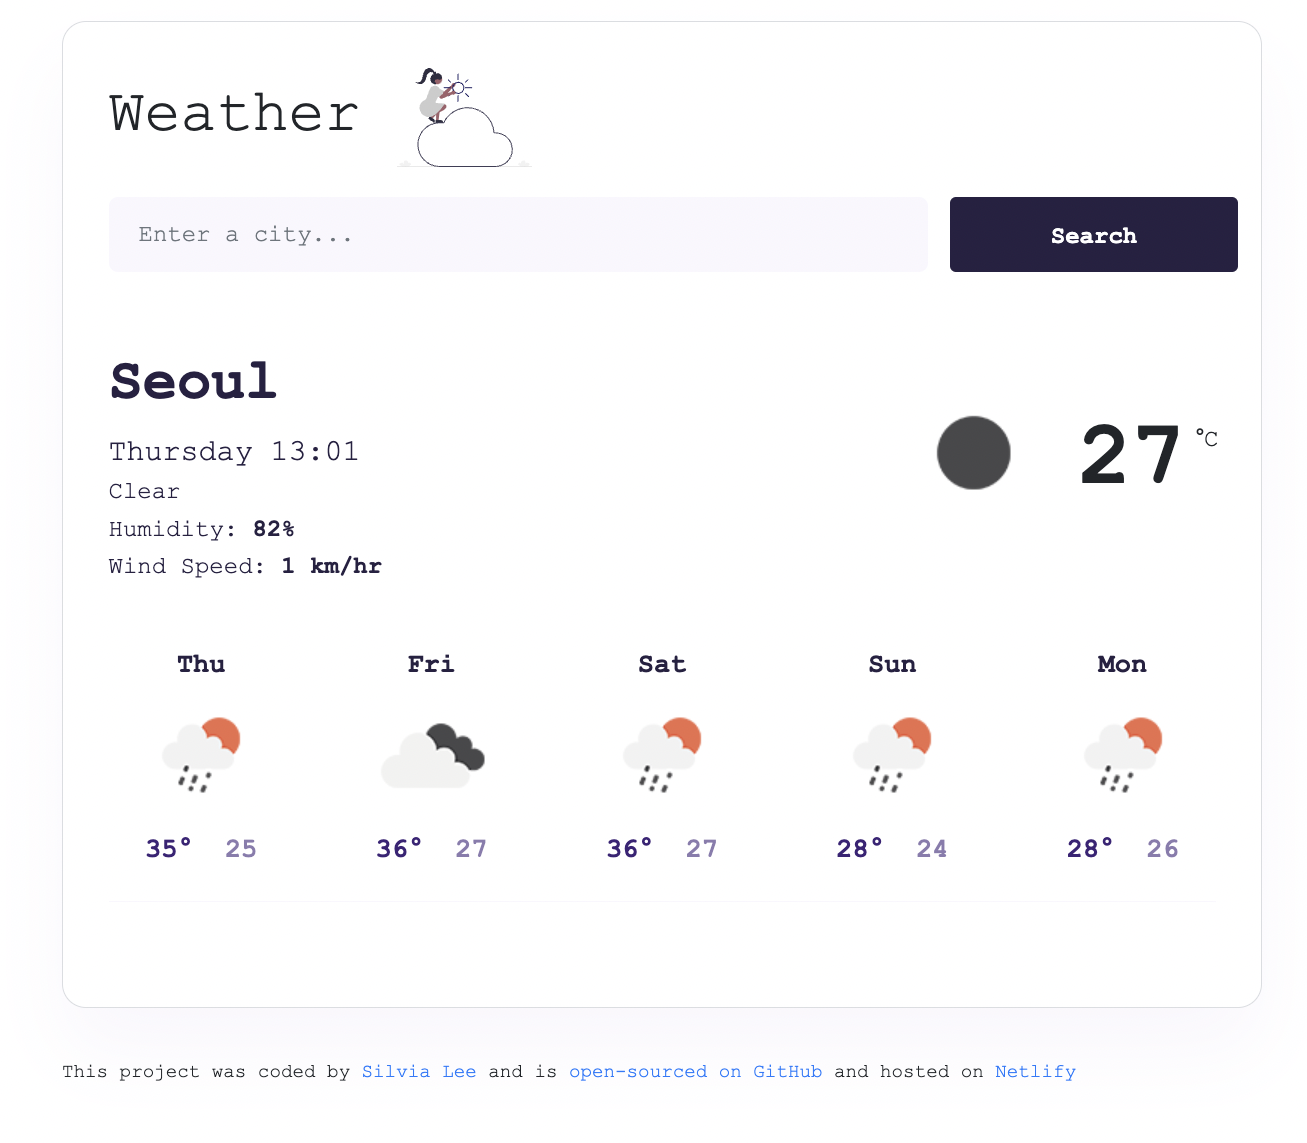 Weather
Enter a city...
Search
Seoul
Thursday 13:01
Clear
Humidity: 82%
Wind Speed: 1 km/hr
27 °C
Thu Fri Sat Sun Mon
35° 25 36° 27 36° 27 28° 24 28° 26
This project was coded by Silvia Lee and is open-sourced on GitHub and hosted on Netlify